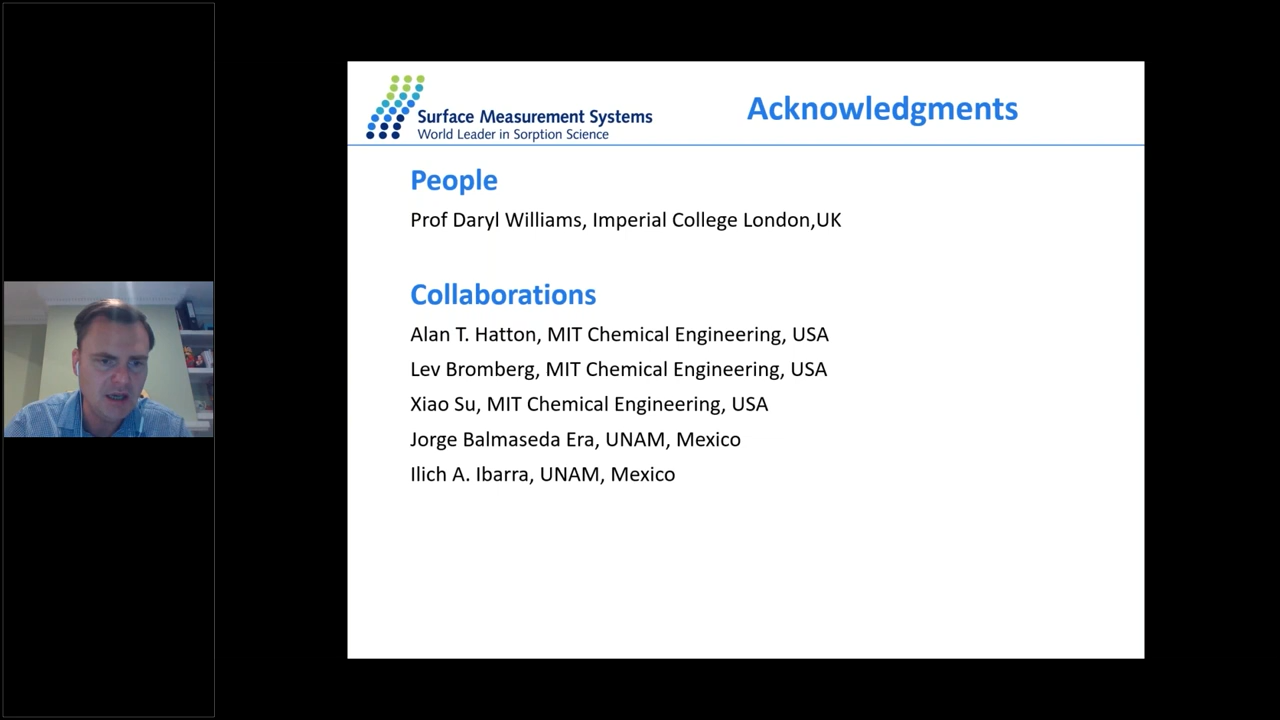 Surface Measurement Systems
World Leader in Sorption Science
Acknowledgments
People
Prof Daryl Williams, Imperial College London,UK
Collaborations
Alan T. Hatton, MIT Chemical Engineering, USA
Lev Bromberg, MIT Chemical Engineering, USA
Xiao Su, MIT Chemical Engineering, USA
Jorge Balmaseda Era, UNAM, Mexico
Ilich A. Ibarra, UNAM, Mexico